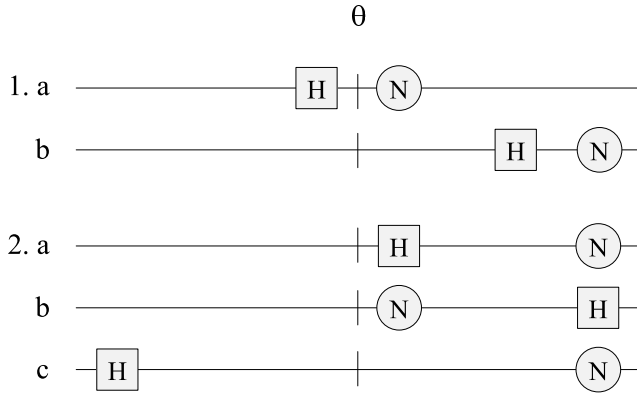 θ
1. a H N
b H N
2. a H N
b N H
c H N